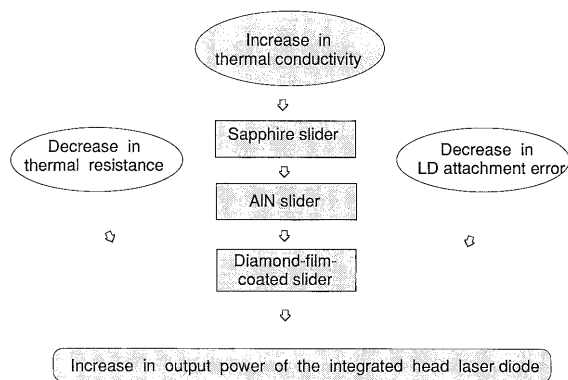 Increase in
thermal conductivity
Sapphire slider
Decrease in
thermal resistance
Decrease in
LD attachment error
AlN slider
Diamond-film-
coated slider
Increase in output power of the integrated head laser diode